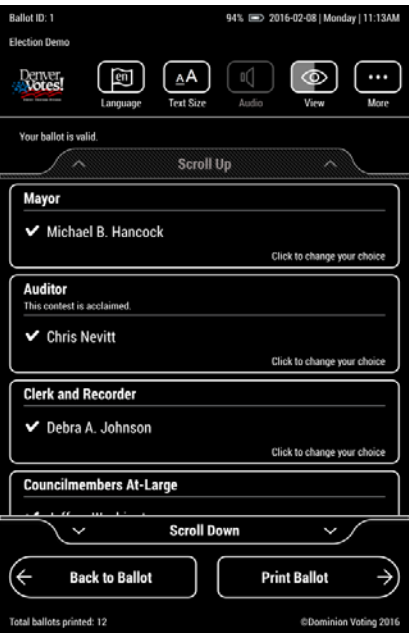 Ballot ID: 1 94% 2016-02-08 | Monday | 11:13AM
Election Demo
Denver Votes!
en AA
Language Text Size Audio View More
Your ballot is valid.
Scroll Up
Mayor
✔ Michael B. Hancock
Click to change your choice
Auditor
This contest is acclaimed.
✔ Chris Nevitt
Click to change your choice
Clerk and Recorder
✔ Debra A. Johnson
Click to change your choice
Councilmembers At-Large
Scroll Down
← Back to Ballot Print Ballot →
Total ballots printed: 12 ©Dominion Voting 2016